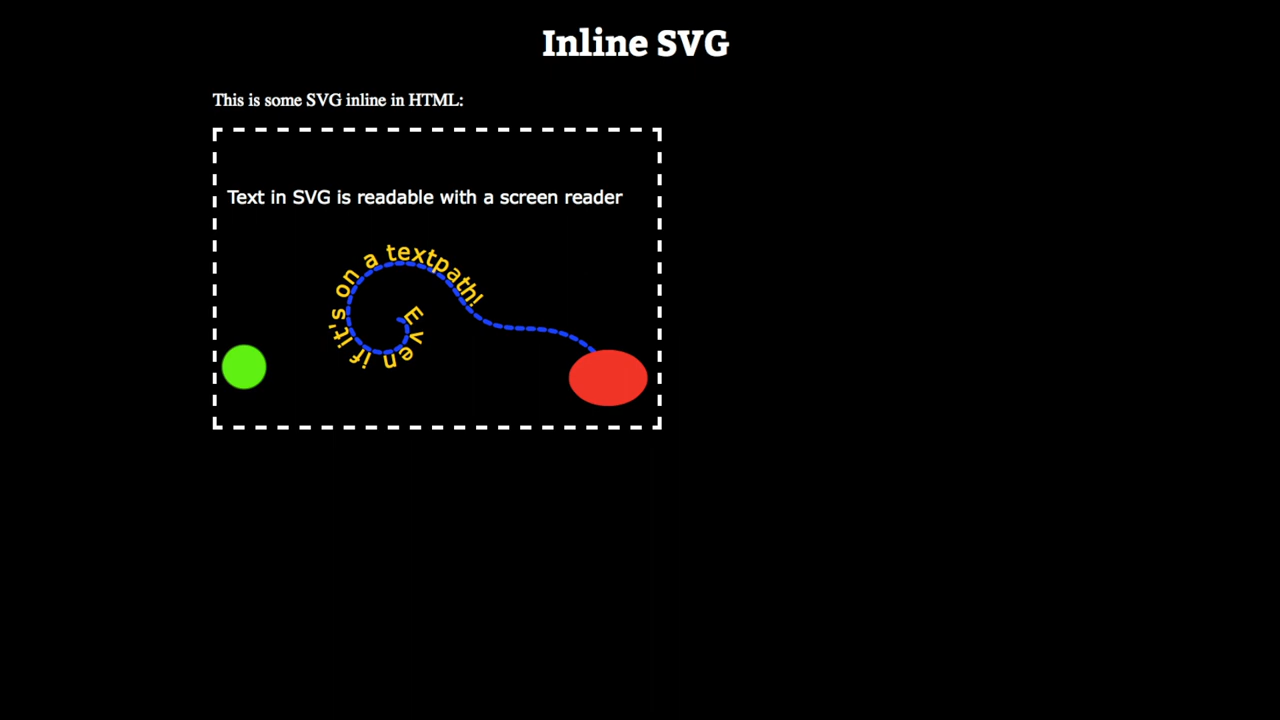 Inline SVG
This is some SVG inline in HTML:
Text in SVG is readable with a screen reader
Even if it's on a textpath!